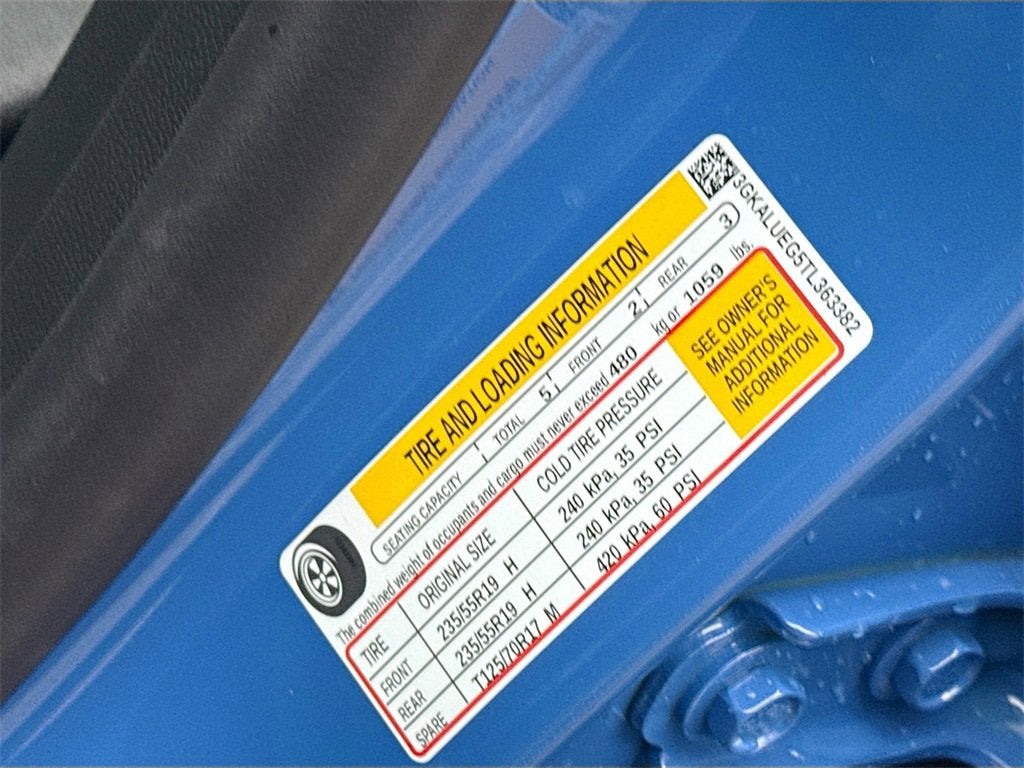 TIRE AND LOADING INFORMATION
SEATING CAPACITY TOTAL 5 FRONT 2 REAR 3
The combined weight of occupants and cargo must never exceed 480 kg or 1059 lbs.
TIRE ORIGINAL SIZE COLD TIRE PRESSURE
FRONT 235/55R19 H 240 kPa, 35 PSI
REAR 235/55R19 H 240 kPa, 35 PSI
SPARE T125/70R17 M 420 kPa, 60 PSI
SEE OWNER'S
MANUAL FOR
ADDITIONAL
INFORMATION
3GKALUEG5TL363382